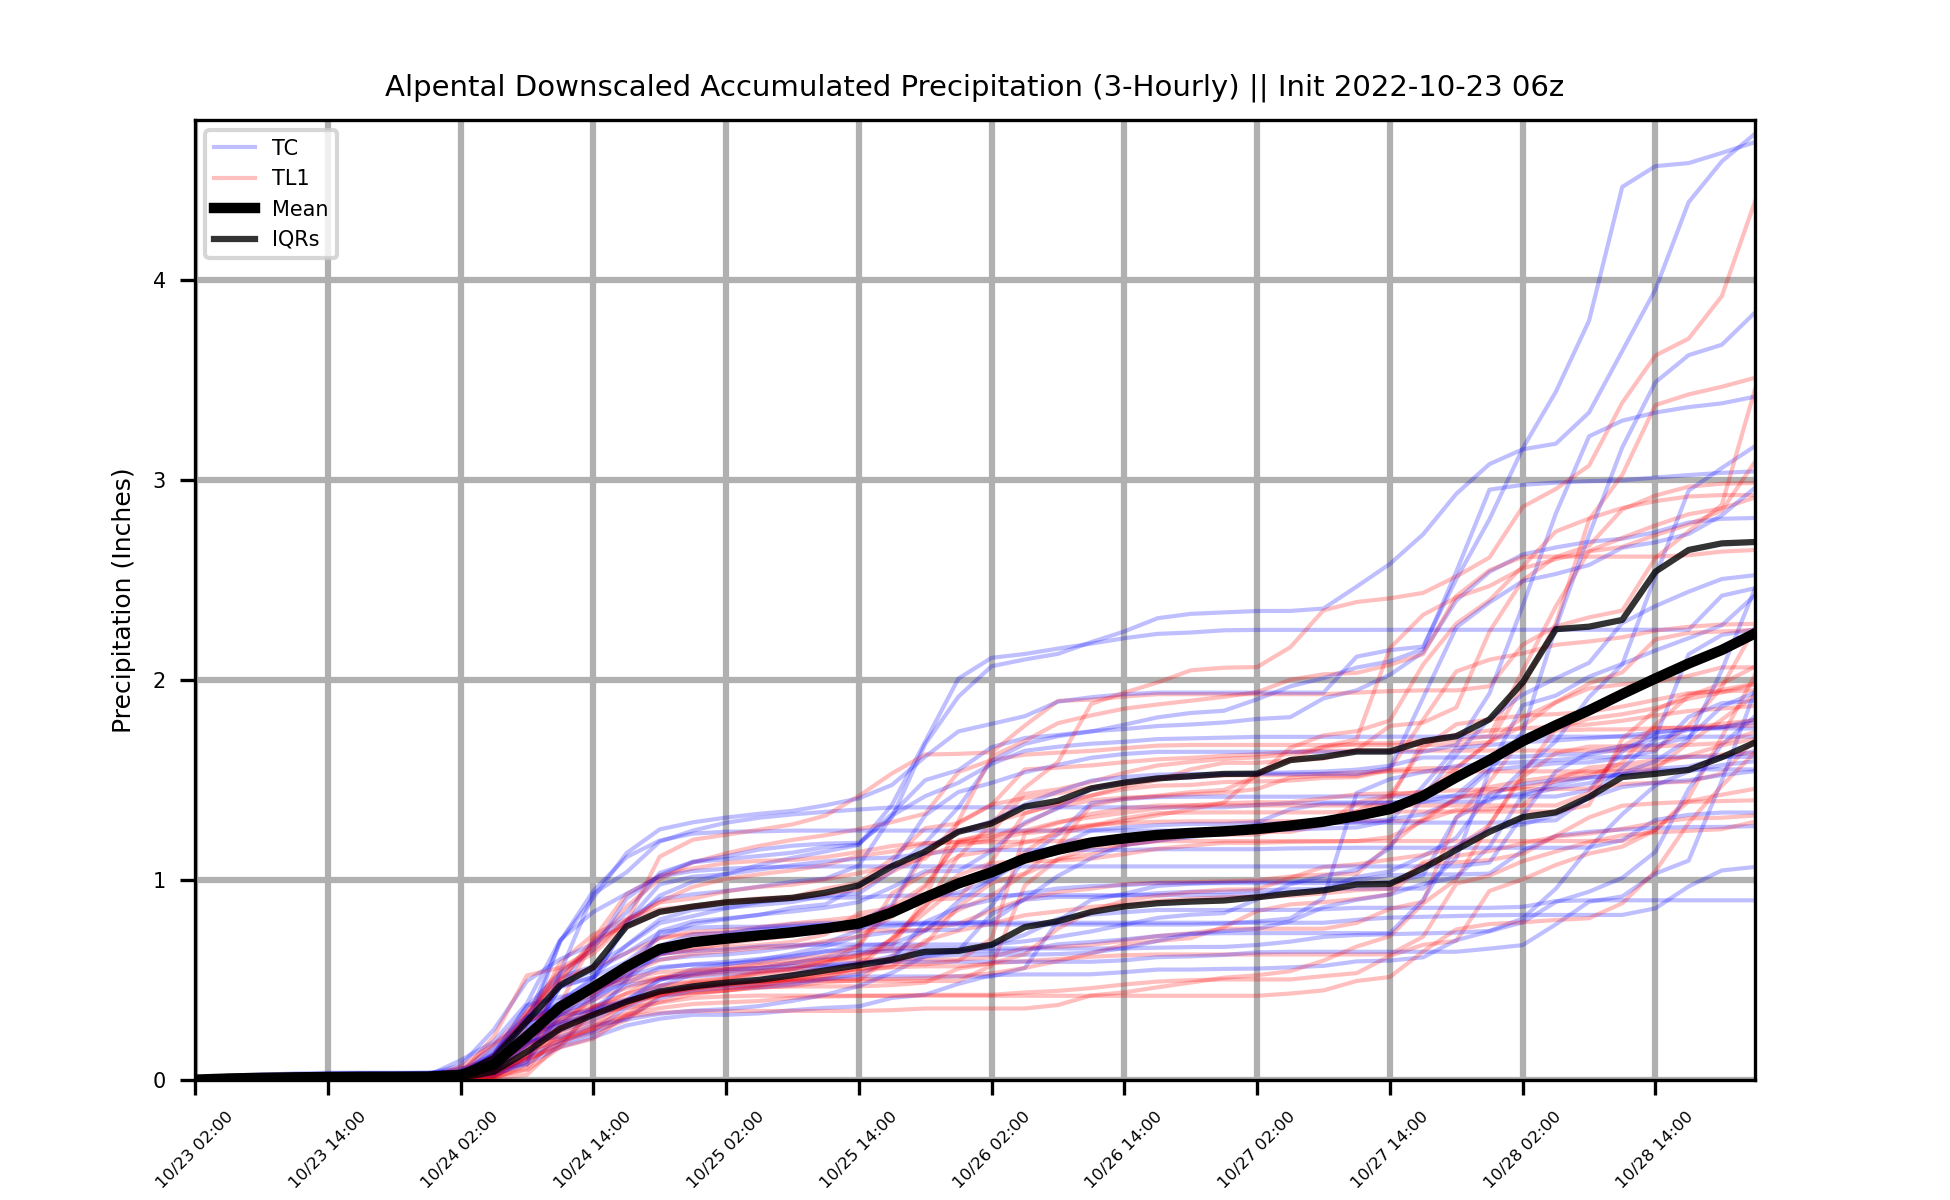 Alpental Downscaled Accumulated Precipitation (3-Hourly) || Init 2022-10-23 06z
TC
TL1
Mean
IQRs
Precipitation (Inches)
4
3
2
1
0
10/23 02:00
10/23 14:00
10/24 02:00
10/24 14:00
10/25 02:00
10/25 14:00
10/26 02:00
10/26 14:00
10/27 02:00
10/27 14:00
10/28 02:00
10/28 14:00